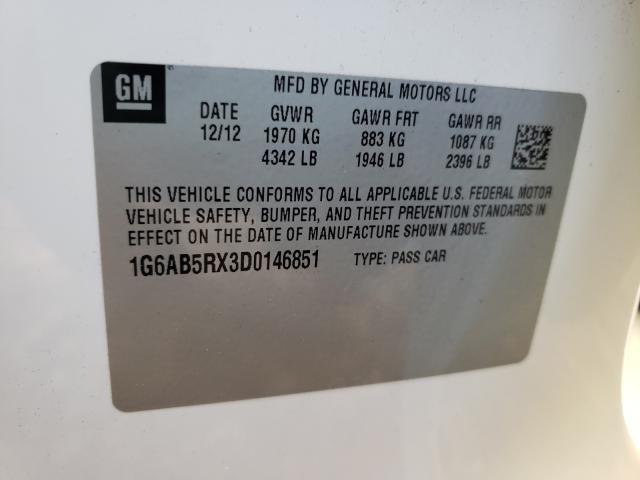 GM
MFD BY GENERAL MOTORS LLC
DATE GVWR GAWR FRT GAWR RR
12/12 1970 KG 883 KG 1087 KG
4342 LB 1946 LB 2396 LB
THIS VEHICLE CONFORMS TO ALL APPLICABLE U.S. FEDERAL MOTOR
VEHICLE SAFETY, BUMPER, AND THEFT PREVENTION STANDARDS IN
EFFECT ON THE DATE OF MANUFACTURE SHOWN ABOVE.
1G6AB5RX3D0146851 TYPE: PASS CAR